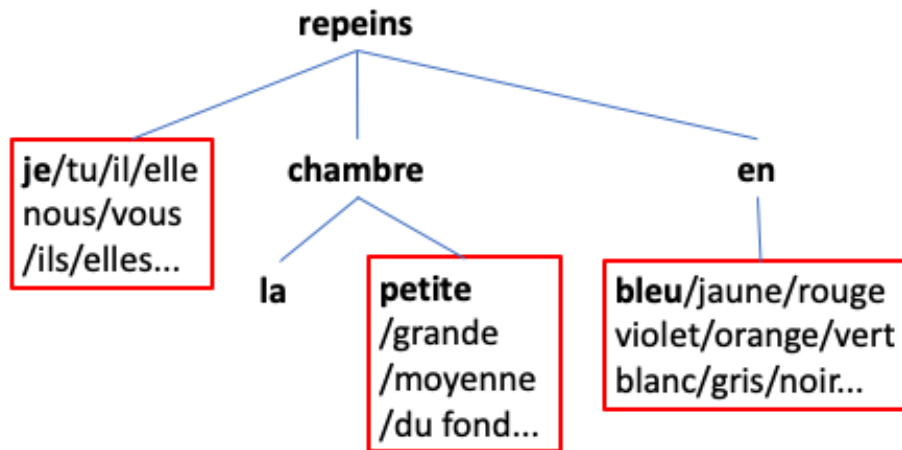 repeins
je/tu/il/elle
nous/vous
/ils/elles...
chambre
en
la
petite
/grande
/moyenne
/du fond...
bleu/jaune/rouge
violet/orange/vert
blanc/gris/noir...